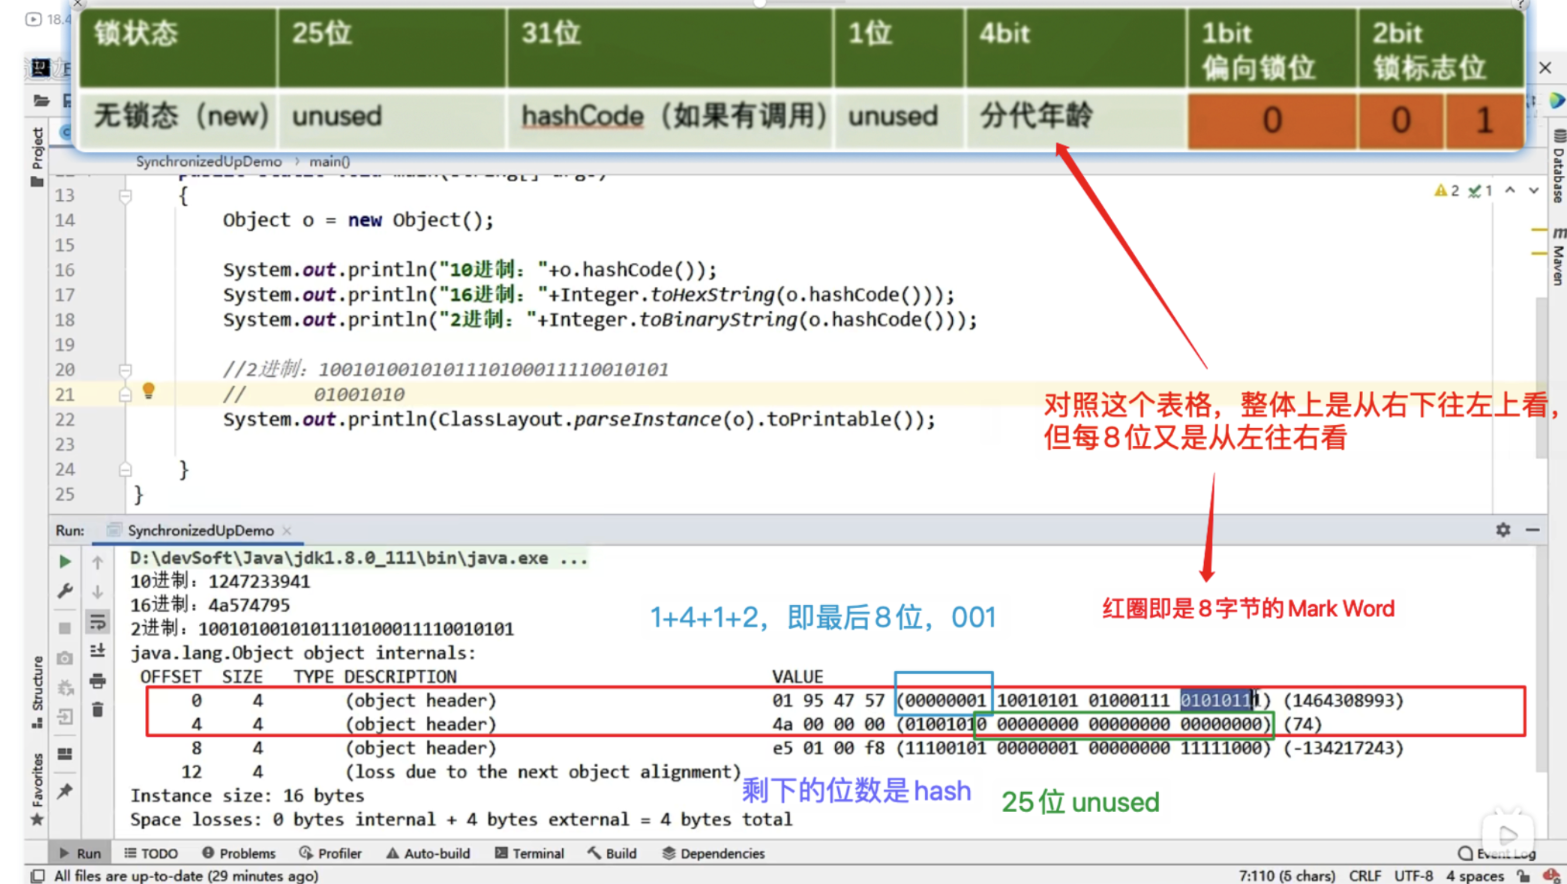 18.4
锁状态 25位 31位 1位 4bit 1bit 偏向锁位 2bit 锁标志位
无锁态（new） unused hashCode（如果有调用） unused 分代年龄 0 0 1
Project
Database
Maven
SynchronizedUpDemo › main()
2 1
13 {
14 Object o = new Object();
15
16 System.out.println("10进制："+o.hashCode());
17 System.out.println("16进制："+Integer.toHexString(o.hashCode()));
18 System.out.println("2进制："+Integer.toBinaryString(o.hashCode()));
19
20 //2进制：1001010010101110100011110010101
21 // 01001010
22 System.out.println(ClassLayout.parseInstance(o).toPrintable());
23
24 }
25 }
对照这个表格，整体上是从右下往左上看，
但每8位又是从左往右看
红圈即是8字节的Mark Word
Run: SynchronizedUpDemo
D:\devSoft\Java\jdk1.8.0_111\bin\java.exe ...
10进制：1247233941
16进制：4a574795
2进制：1001010010101110100011110010101
1+4+1+2，即最后8位，001
java.lang.Object object internals:
OFFSET SIZE TYPE DESCRIPTION VALUE
0 4 (object header) 01 95 47 57 (00000001 10010101 01000111 01010111) (1464308993)
4 4 (object header) 4a 00 00 00 (01001010 00000000 00000000 00000000) (74)
8 4 (object header) e5 01 00 f8 (11100101 00000001 00000000 11111000) (-134217243)
12 4 (loss due to the next object alignment)
剩下的位数是hash
25位 unused
Instance size: 16 bytes
Space losses: 0 bytes internal + 4 bytes external = 4 bytes total
Structure
Favorites
Run TODO Problems Profiler Auto-build Terminal Build Dependencies Event Log
All files are up-to-date (29 minutes ago) 7:110 (5 chars) CRLF UTF-8 4 spaces